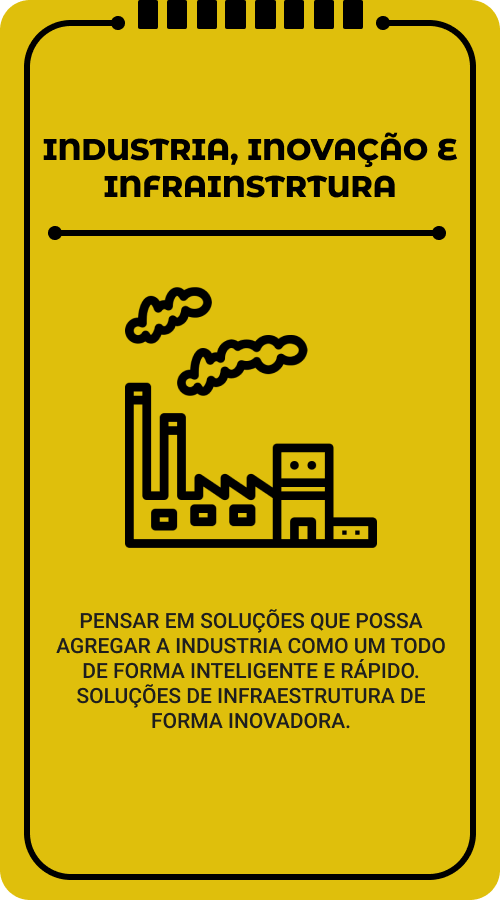 INDUSTRIA, INOVAÇÃO E
INFRAINSTRTURA
PENSAR EM SOLUÇÕES QUE POSSA
AGREGAR A INDUSTRIA COMO UM TODO
DE FORMA INTELIGENTE E RÁPIDO.
SOLUÇÕES DE INFRAESTRUTURA DE
FORMA INOVADORA.